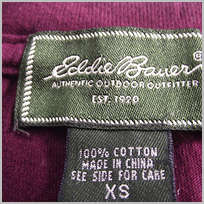 Eddie Bauer
AUTHENTIC OUTDOOR OUTFITTER
EST. 1920
100% COTTON
MADE IN CHINA
SEE SIDE FOR CARE
XS